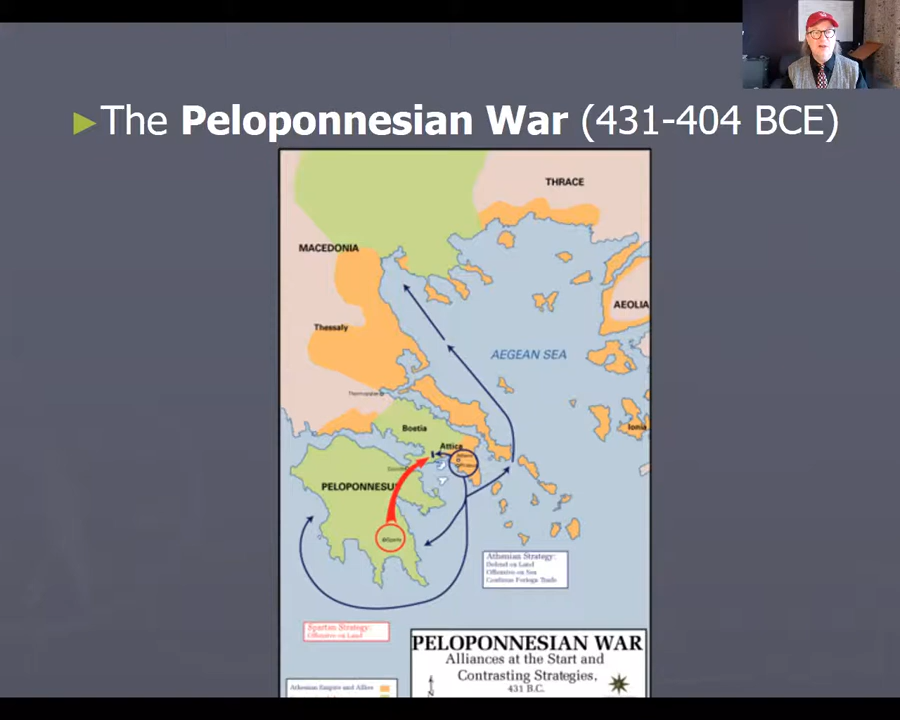 ►The Peloponnesian War (431-404 BCE)
THRACE
MACEDONIA
AEOLIA
Thessaly
AEGEAN SEA
Thermopylae
Ionia
Boetia
Attica
PELOPONNESUS
Sparta
Athenian Strategy:
Defend on Land
Offensive on Sea
Continue Foreign Trade
Spartan Strategy:
Offensive on Land
PELOPONNESIAN WAR
Alliances at the Start and
Contrasting Strategies,
431 B.C.
Athenian Empire and Allies